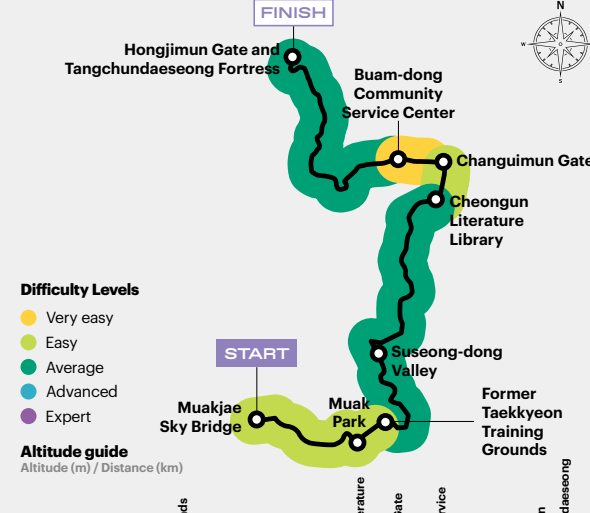 FINISH
N
W
S
Hongjimun Gate and
Tangchundaeseong Fortress
Buam-dong
Community
Service Center
Changuimun Gate
Cheongun
Literature
Library
Difficulty Levels
Very easy
Easy
Average
Advanced
Expert
START
Suseong-dong
Valley
Muakjae
Sky Bridge
Muak
Park
Former
Taekkyeon
Training
Grounds
Altitude guide
Altitude (m) / Distance (km)